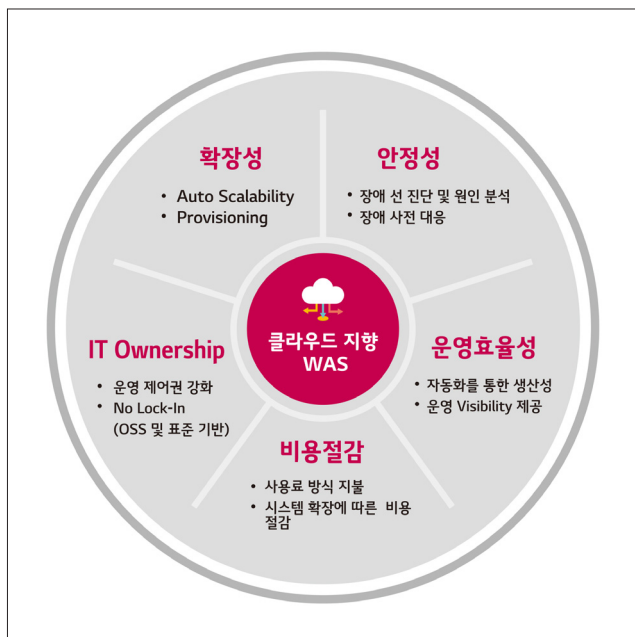 확장성
• Auto Scalability
• Provisioning
안정성
• 장애 선 진단 및 원인 분석
• 장애 사전 대응
클라우드 지향
WAS
IT Ownership
• 운영 제어권 강화
• No Lock-In
(OSS 및 표준 기반)
운영효율성
• 자동화를 통한 생산성
• 운영 Visibility 제공
비용절감
• 사용료 방식 지불
• 시스템 확장에 따른 비용
절감